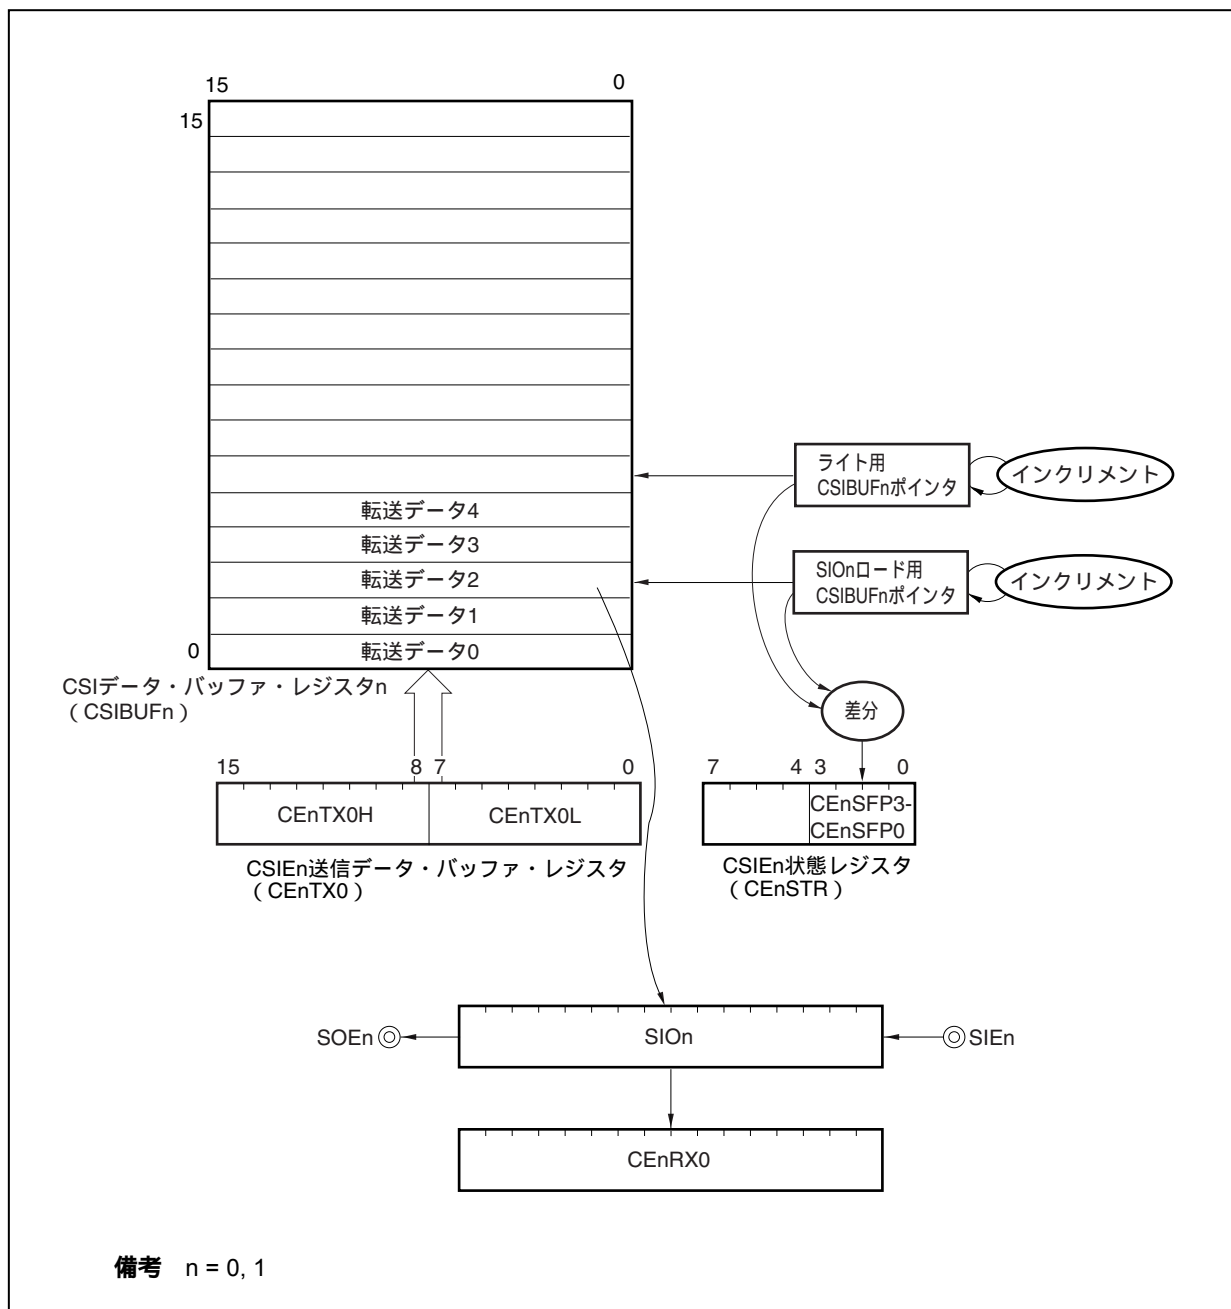 15 0
15
ライト用
CSIBUFnポインタ
インクリメント
転送データ4
転送データ3
SIOnロード用
CSIBUFnポインタ
インクリメント
転送データ2
転送データ1
0 転送データ0
CSIデータ・バッファ・レジスタn
(CSIBUFn)
差分
15 8 7 0
7 4 3 0
CEnTX0H CEnTX0L
CEnSFP3-
CEnSFP0
CSIEn送信データ・バッファ・レジスタ
(CEnTX0)
CSIEn状態レジスタ
(CEnSTR)
SOEn SIOn SIEn
CEnRX0
備考 n = 0, 1